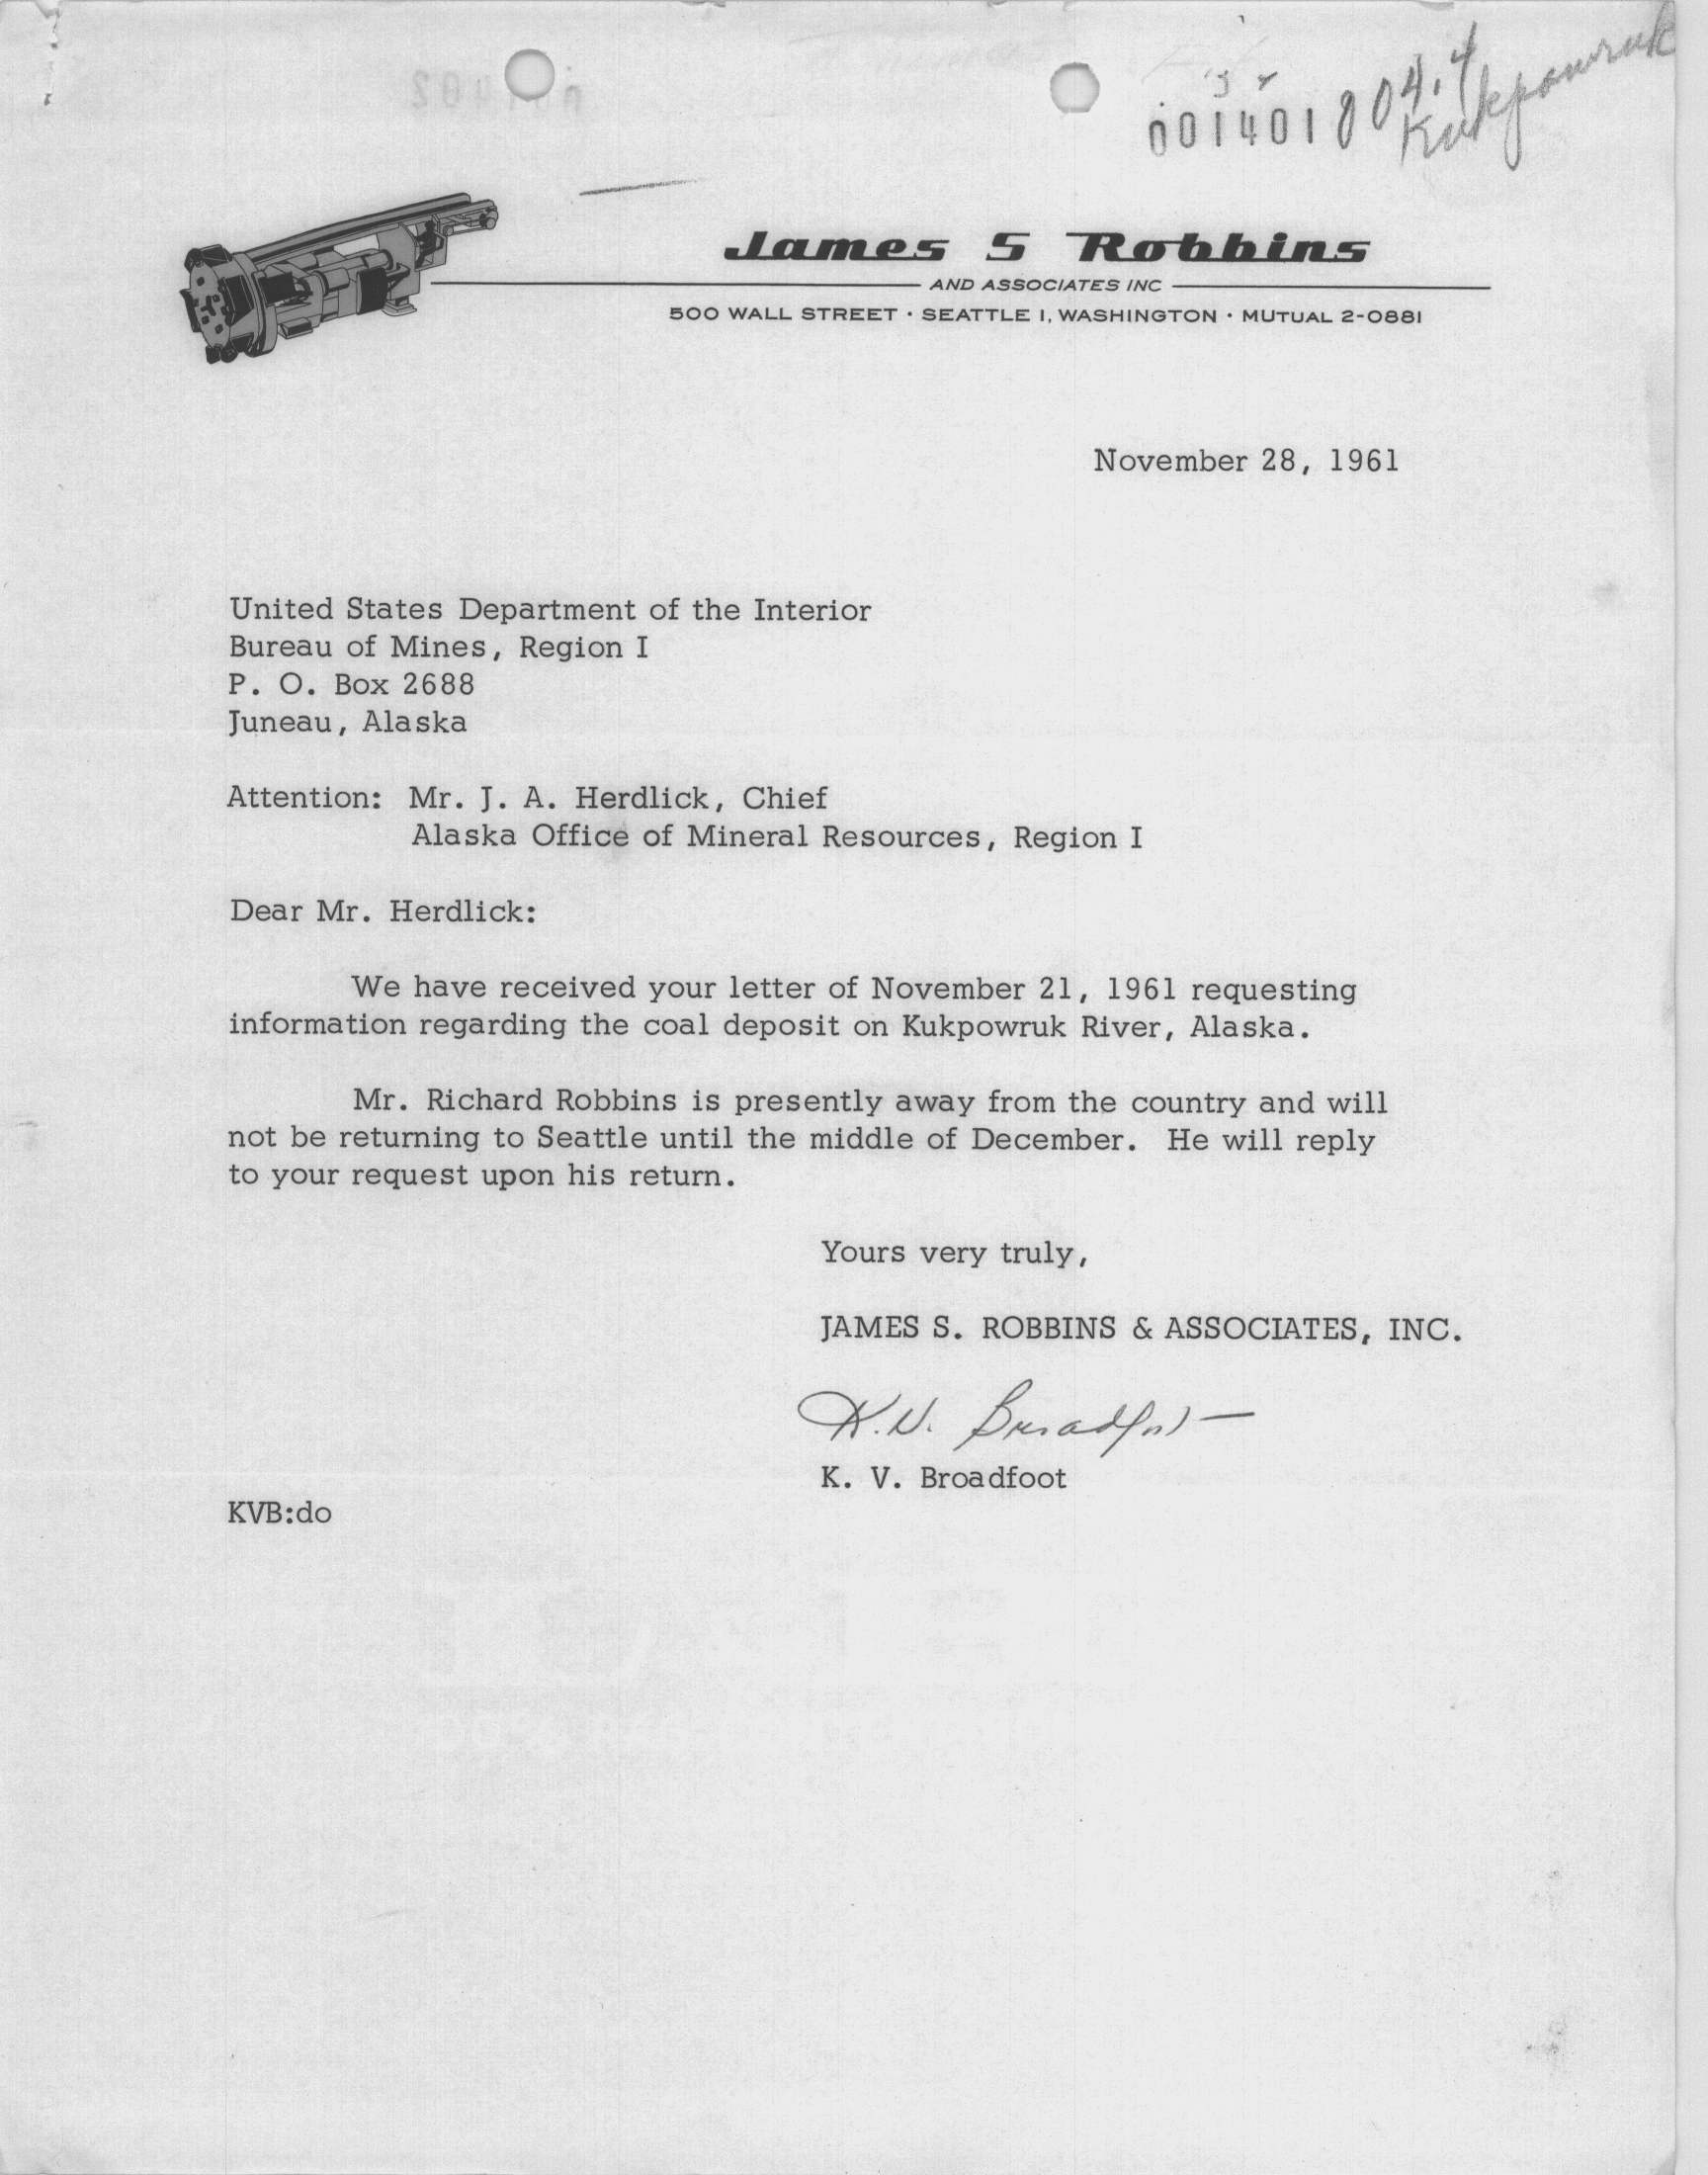 001401
804.4
Kukpowruk
James S Robbins
AND ASSOCIATES INC
500 WALL STREET · SEATTLE 1, WASHINGTON · MUTUAL 2-0881
November 28, 1961
United States Department of the Interior
Bureau of Mines, Region I
P. O. Box 2688
Juneau, Alaska
Attention: Mr. J. A. Herdlick, Chief
Alaska Office of Mineral Resources, Region I
Dear Mr. Herdlick:
We have received your letter of November 21, 1961 requesting
information regarding the coal deposit on Kukpowruk River, Alaska.
Mr. Richard Robbins is presently away from the country and will
not be returning to Seattle until the middle of December. He will reply
to your request upon his return.
Yours very truly,
JAMES S. ROBBINS & ASSOCIATES, INC.
K.V. Broadfoot
K. V. Broadfoot
KVB:do